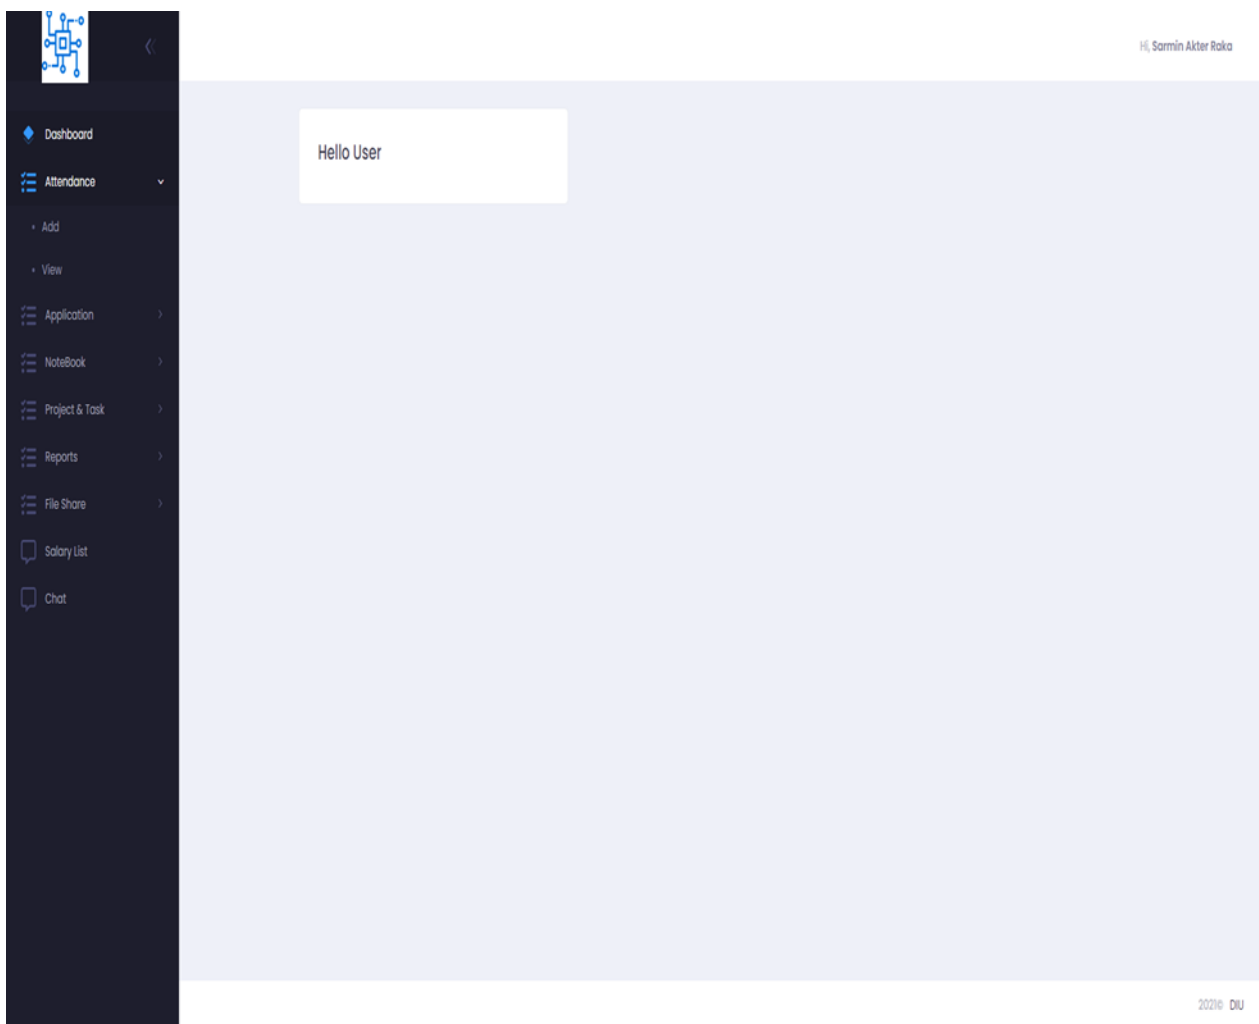 Hi, Sarmin Akter Raka
Dashboard
Attendance
Add
View
Application
NoteBook
Project & Task
Reports
File Share
Salary List
Chat
Hello User
2021© DIU